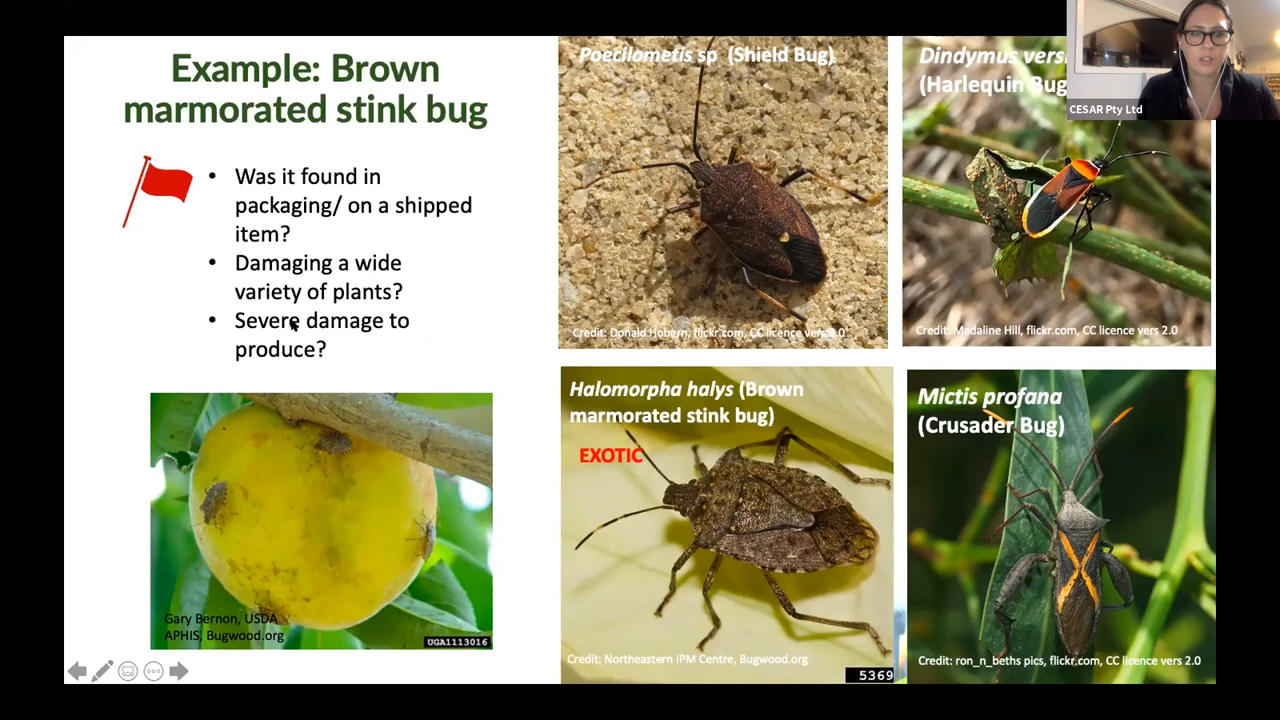 Example: Brown
marmorated stink bug
Was it found in
packaging/ on a shipped
item?
Damaging a wide
variety of plants?
Severe damage to
produce?
Gary Bernon, USDA
APHIS, Bugwood.org
UGA1113016
Poecilometis sp (Shield Bug)
Credit: Donald Hobern, flickr.com, CC licence vers 2.0
Dindymus versi
(Harlequin Bug
Credit: Madaline Hill, flickr.com, CC licence vers 2.0
CESAR Pty Ltd
Halomorpha halys (Brown
marmorated stink bug)
EXOTIC
Credit: Northeastern IPM Centre, Bugwood.org
5369
Mictis profana
(Crusader Bug)
Credit: ron_n_beths pics, flickr.com, CC licence vers 2.0